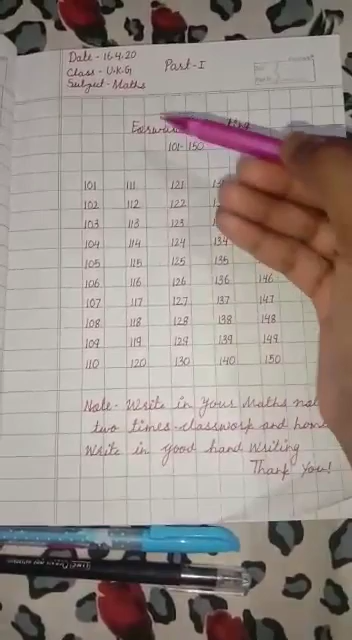 Date - 16.4.20
Class - U.K.G
Subject - Maths
Part - I
101-150
101 111 121
102 112 122
103 113 123
104 114 124 134
105 115 125 135
106 116 126 136 146
107 117 127 137 147
108 118 128 138 148
109 119 129 139 149
110 120 130 140 150
Note - Write in Your Maths
two times - classwork and
Write in good hand writing
Thank You!